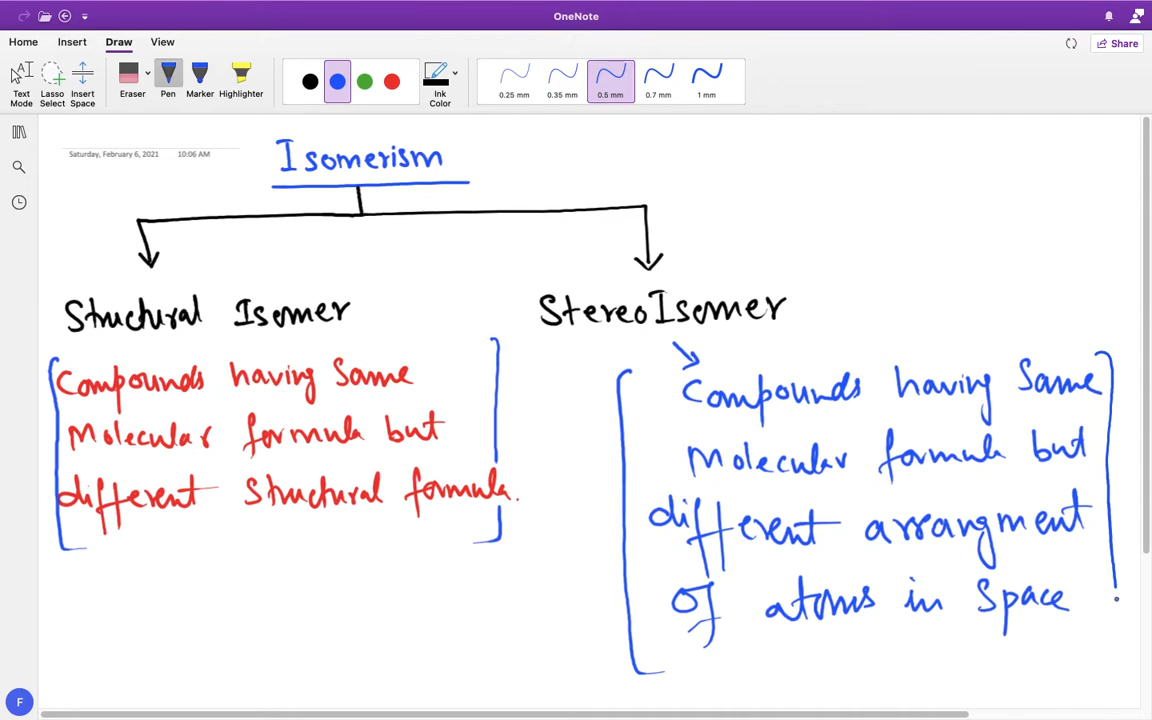 OneNote
Home Insert Draw View
Share
Text Mode
Lasso Select
Insert Space
Eraser
Pen
Marker
Highlighter
Ink Color
0.25 mm
0.35 mm
0.5 mm
0.7 mm
1 mm
Saturday, February 6, 2021 10:06 AM
Isomerism
Structural Isomer
Compounds having Same
Molecular formula but
different Structural formula.
StereoIsomer
Compounds having Same
Molecular formula but
different arrangment
Of atoms in Space
F